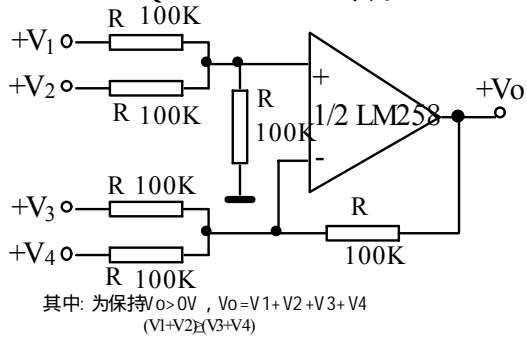 R 100K
+V1
+V2
R 100K
R
100K
+
1/2 LM258
-
+Vo
R 100K
+V3
+V4
R 100K
R
100K
其中: 为保持Vo>0V , Vo=V1+V2+V3+V4
(V1+V2)≥(V3+V4)